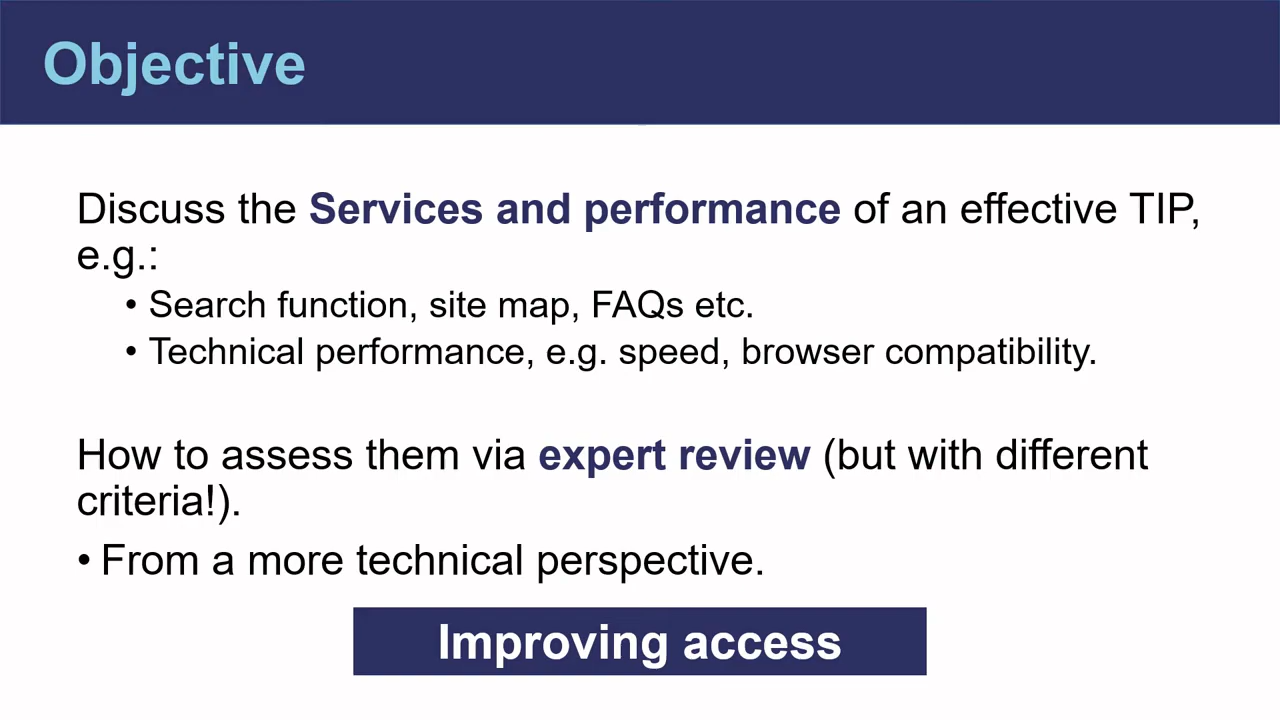 Objective
Discuss the Services and performance of an effective TIP,
e.g.:
• Search function, site map, FAQs etc.
• Technical performance, e.g. speed, browser compatibility.
How to assess them via expert review (but with different
criteria!).
• From a more technical perspective.
Improving access